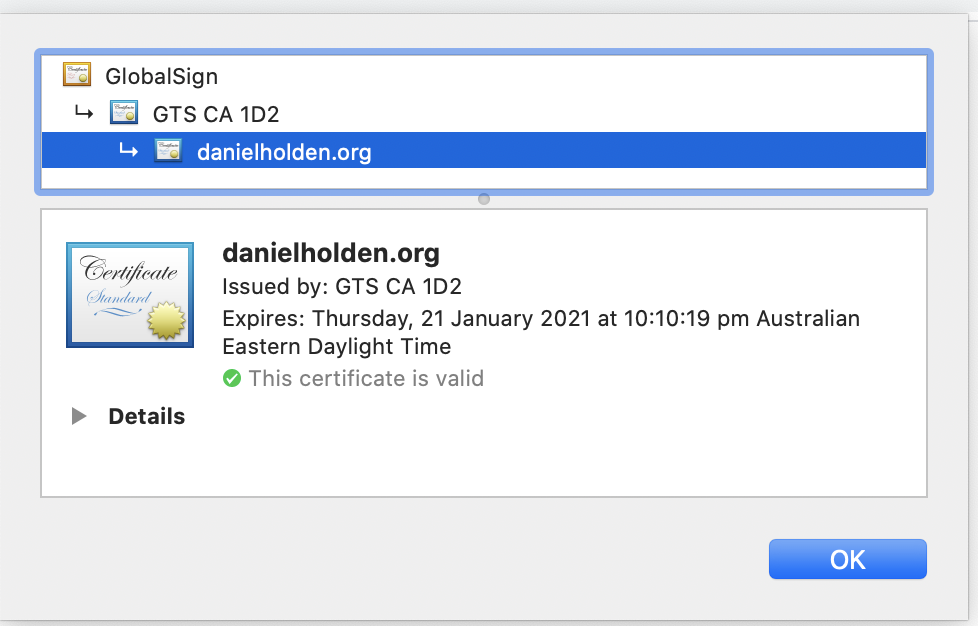 GlobalSign
GTS CA 1D2
danielholden.org
Certificate
Standard
danielholden.org
Issued by: GTS CA 1D2
Expires: Thursday, 21 January 2021 at 10:10:19 pm Australian
Eastern Daylight Time
This certificate is valid
Details
OK